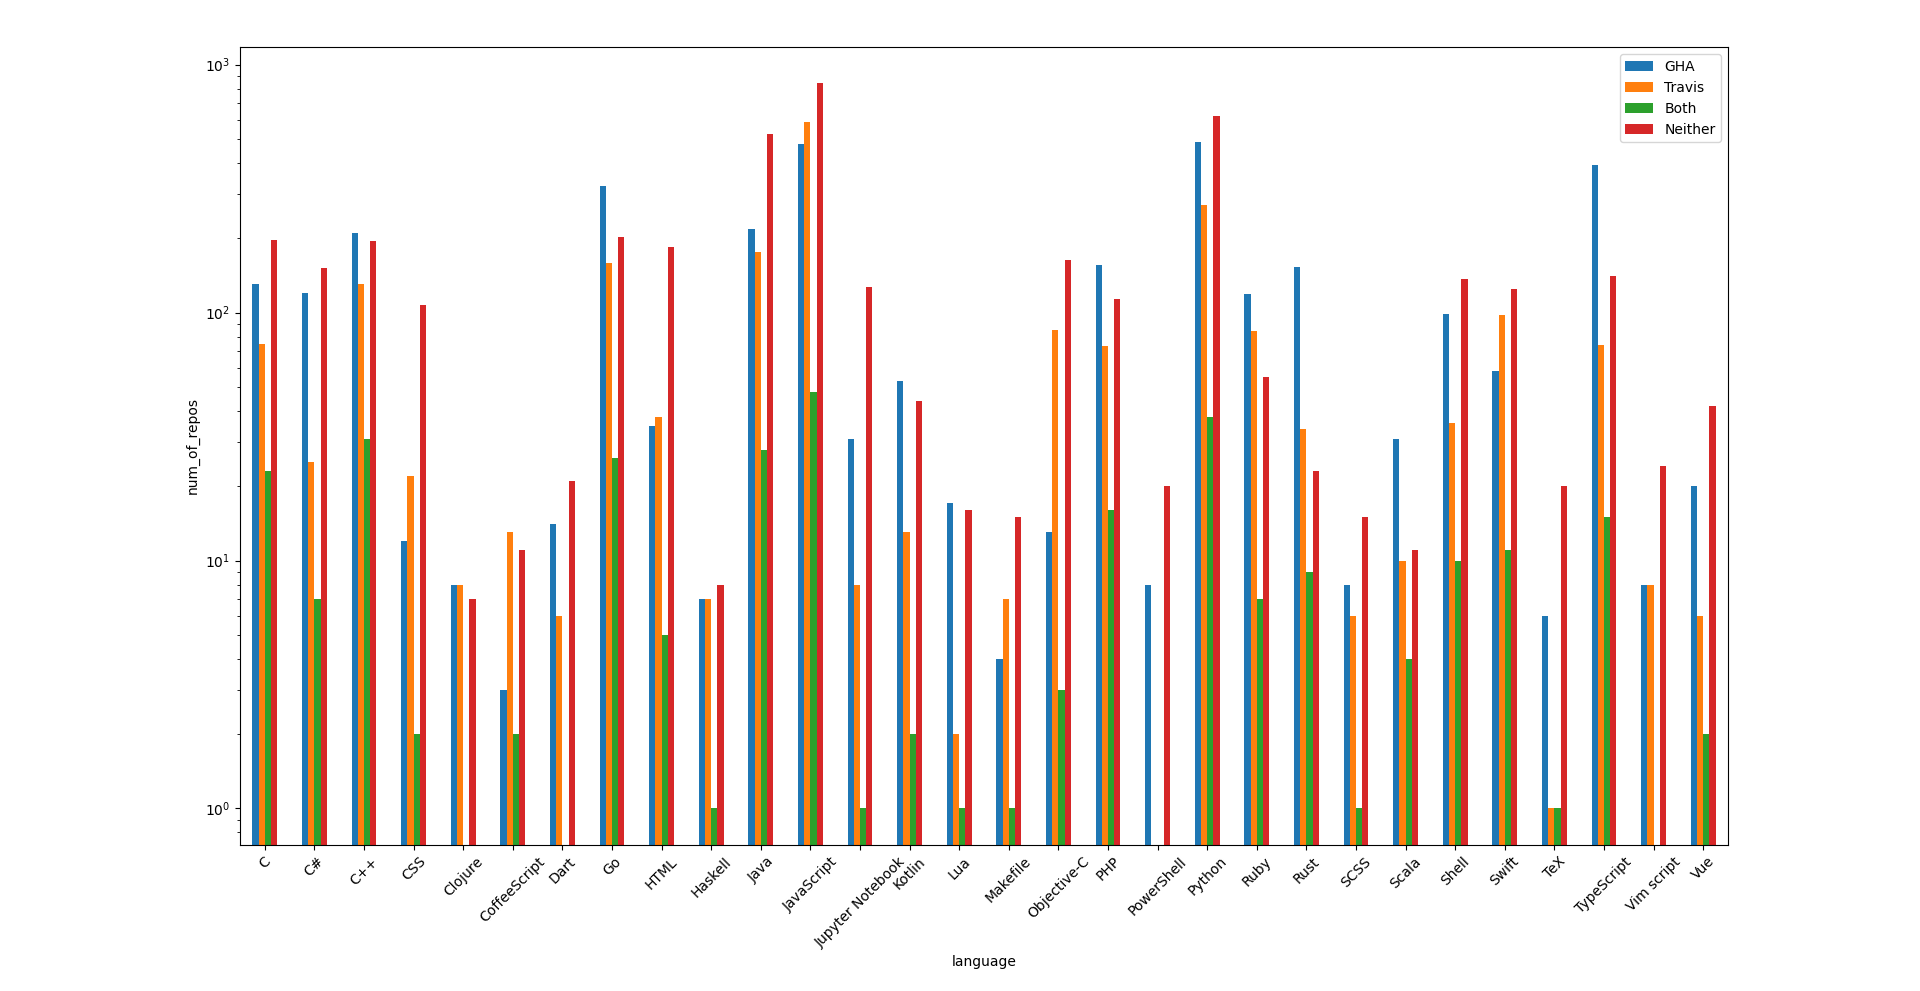 10³
10²
10¹
10⁰
num_of_repos
GHA
Travis
Both
Neither
C
C#
C++
CSS
Clojure
CoffeeScript
Dart
Go
HTML
Haskell
Java
JavaScript
Jupyter Notebook
Kotlin
Lua
Makefile
Objective-C
PHP
PowerShell
Python
Ruby
Rust
SCSS
Scala
Shell
Swift
TeX
TypeScript
Vim script
Vue
language